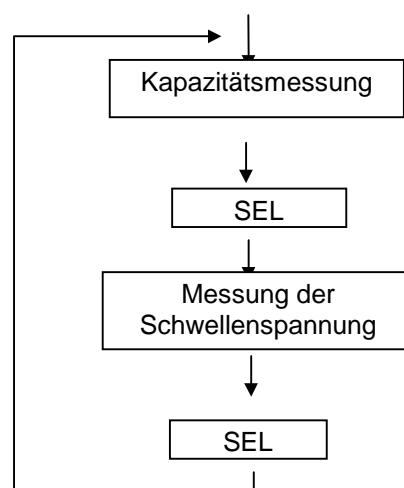 Kapazitätsmessung
SEL
Messung der
Schwellenspannung
SEL